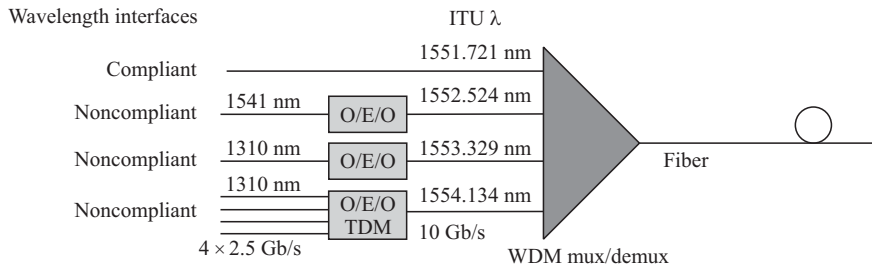 Wavelength interfaces
ITU λ
Compliant
1551.721 nm
Noncompliant
1541 nm
O/E/O
1552.524 nm
Noncompliant
1310 nm
O/E/O
1553.329 nm
Fiber
Noncompliant
1310 nm
O/E/O
TDM
1554.134 nm
4 × 2.5 Gb/s
10 Gb/s
WDM mux/demux